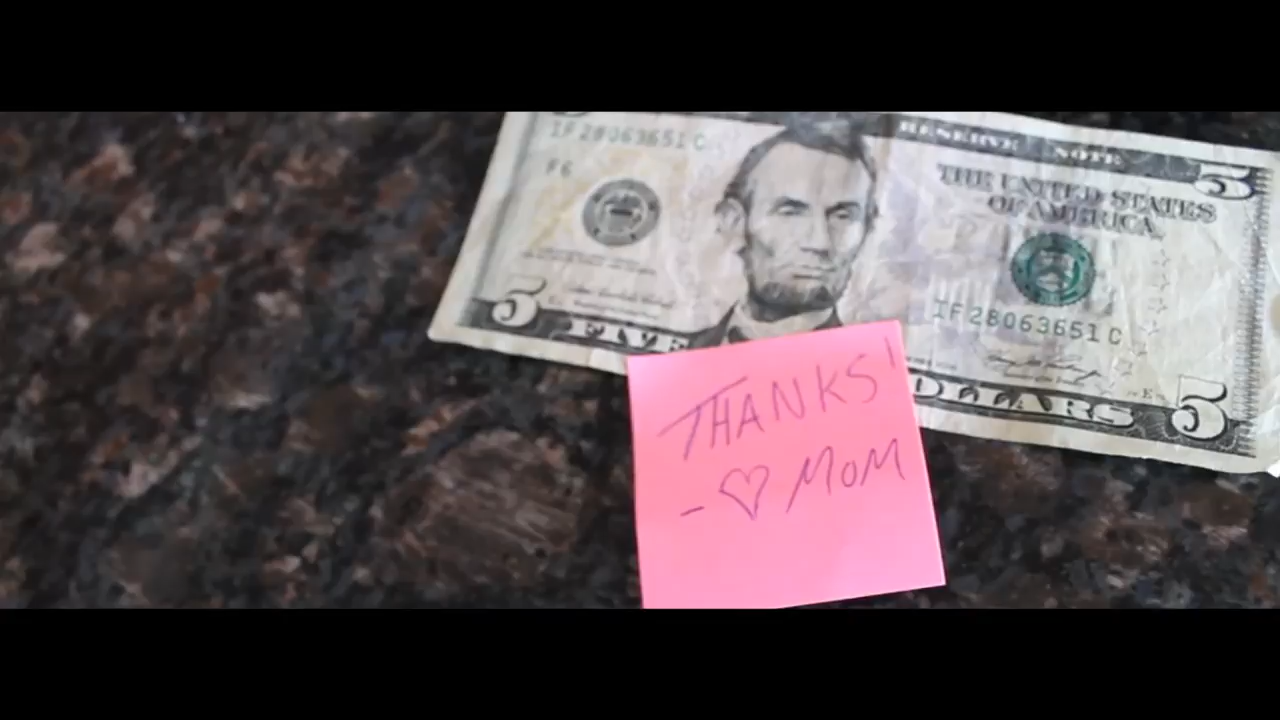 IF 28063651 C
F6
RESERVE NOTE
THE UNITED STATES
OF AMERICA
IF 28063651 C
5
5
FIVE
DOLLARS
5
THANKS!
- ♡ MOM